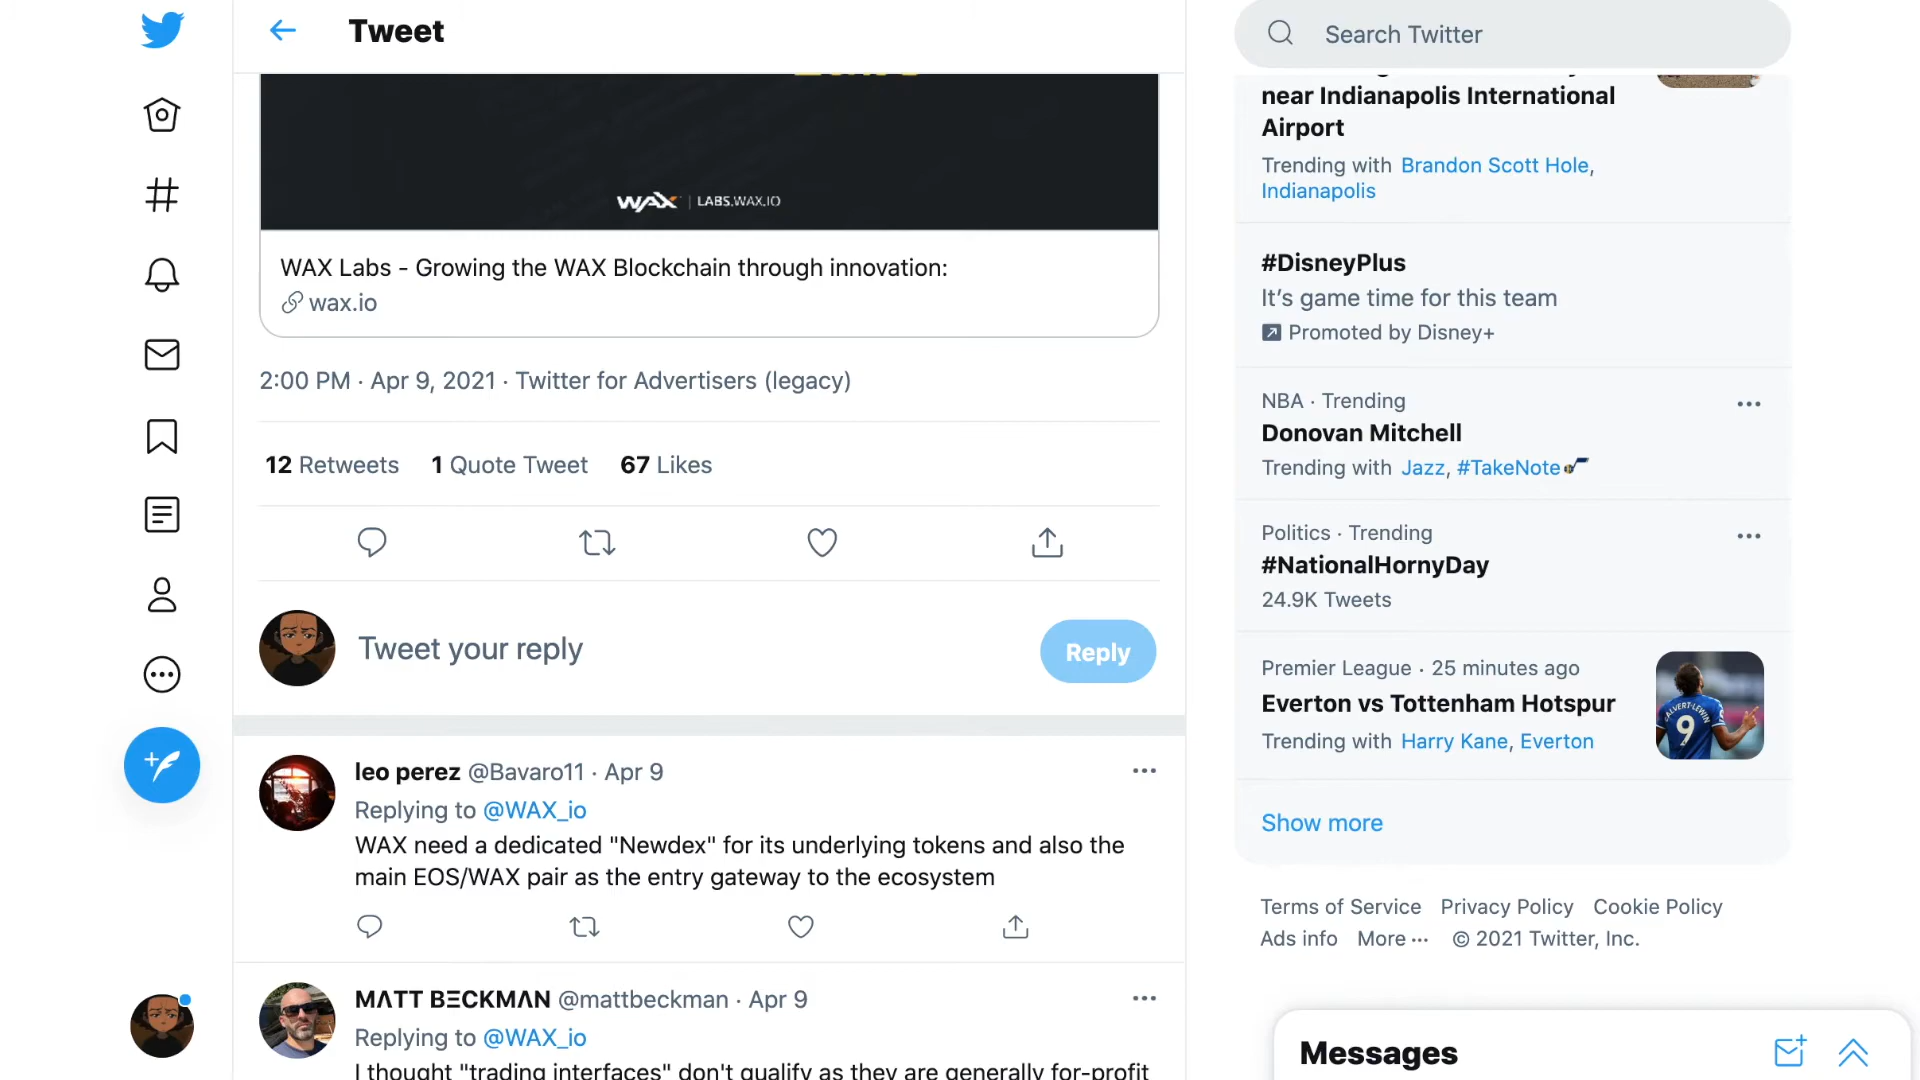 Tweet
WAX | LABS.WAX.IO
WAX Labs - Growing the WAX Blockchain through innovation:
wax.io
2:00 PM · Apr 9, 2021 · Twitter for Advertisers (legacy)
12 Retweets 1 Quote Tweet 67 Likes
Tweet your reply
Reply
leo perez @Bavaro11 · Apr 9
Replying to @WAX_io
WAX need a dedicated "Newdex" for its underlying tokens and also the
main EOS/WAX pair as the entry gateway to the ecosystem
MΛTT BΞCKMΛN @mattbeckman · Apr 9
Replying to @WAX_io
I thought "trading interfaces" don't qualify as they are generally for-profit
Search Twitter
near Indianapolis International
Airport
Trending with Brandon Scott Hole,
Indianapolis
#DisneyPlus
It's game time for this team
Promoted by Disney+
NBA · Trending
Donovan Mitchell
Trending with Jazz, #TakeNote
Politics · Trending
#NationalHornyDay
24.9K Tweets
Premier League · 25 minutes ago
Everton vs Tottenham Hotspur
Trending with Harry Kane, Everton
CALVERT-LEWIN
9
Show more
Terms of Service Privacy Policy Cookie Policy
Ads info More ··· © 2021 Twitter, Inc.
Messages